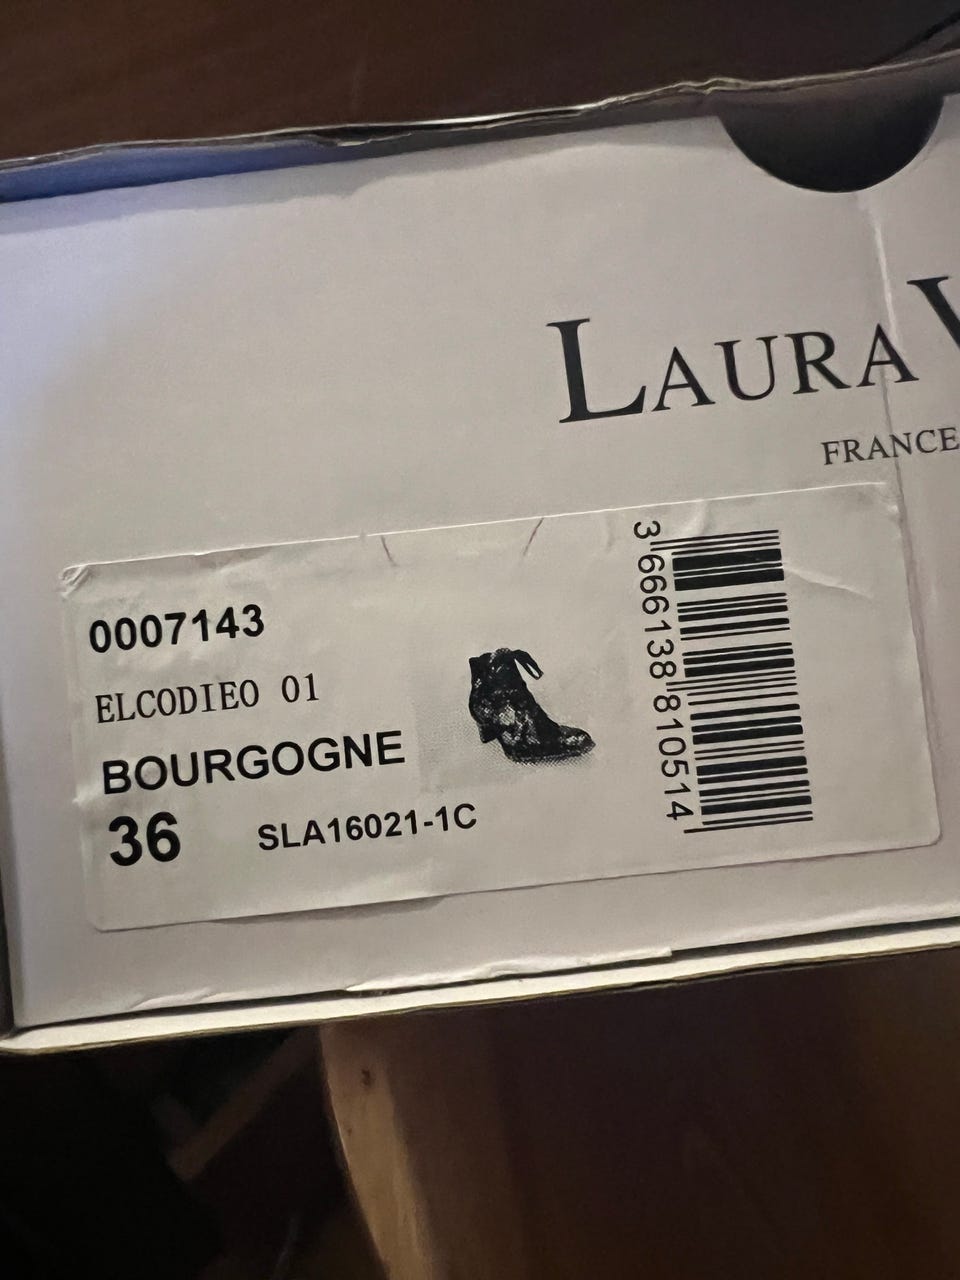 LAURA V
FRANCE
0007143
ELCODIEO 01
BOURGOGNE
36 SLA16021-1C
3 666138 810514